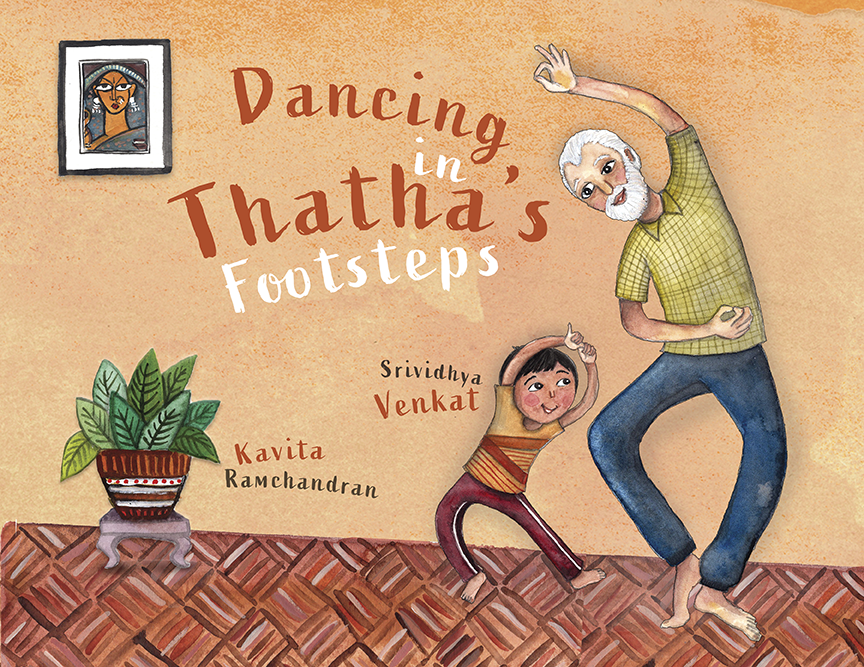 Dancing
in
Thatha's
Footsteps
Srividhya
Venkat
Kavita
Ramchandran